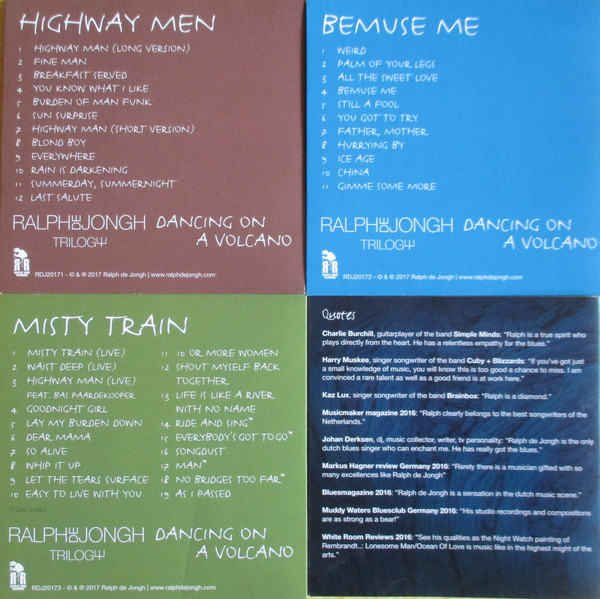 HIGHWAY MEN
1 HIGHWAY MAN (LONG VERSION)
2 FINE MAN
3 BREAKFAST SERVED
4 YOU KNOW WHAT I LIKE
5 BURDEN OF MAN FUNK
6 SUN SURPRISE
7 HIGHWAY MAN (SHORT VERSION)
8 BLOND BOY
9 EVERYWHERE
10 RAIN IS DARKENING
11 SUMMERDAY, SUMMERNIGHT
12 LAST SALUTE
RALPH DE JONGH DANCING ON
TRILOGY A VOLCANO
RDJ20171 - © & ℗ 2017 Ralph de Jongh | www.ralphdejongh.com
BEMUSE ME
1 WEIRD
2 PALM OF YOUR LEGS
3 ALL THE SWEET LOVE
4 BEMUSE ME
5 STILL A FOOL
6 YOU GOT TO TRY
7 FATHER, MOTHER
8 HURRYING BY
9 ICE AGE
10 CHINA
11 GIMME SOME MORE
RALPH DE JONGH DANCING ON
TRILOGY A VOLCANO
RDJ20172 - © & ℗ 2017 Ralph de Jongh | www.ralphdejongh.com
MISTY TRAIN
1 MISTY TRAIN (LIVE)
2 WAIST DEEP (LIVE)
3 HIGHWAY MAN (LIVE)
FEAT. BAS PAARDEKOOPER
4 GOODNIGHT GIRL
5 LAY MY BURDEN DOWN
6 DEAR MAMA
7 SO ALIVE
8 WHIP IT UP
9 LET THE TEARS SURFACE
10 EASY TO LIVE WITH YOU
11 10 OR MORE WOMEN
12 SHOUT MYSELF BACK
TOGETHER
13 LIFE IS LIKE A RIVER
WITH NO NAME
14 RIDE AND SING™
15 EVERYBODY'S GOT TO GO™
16 SONGDUST
17 MAN™
18 NO BRIDGES TOO FAR™
19 AS I PASSED
RALPH DE JONGH DANCING ON
TRILOGY A VOLCANO
RDJ20173 - © & ℗ 2017 Ralph de Jongh | www.ralphdejongh.com
Quotes
Charlie Burchill, guitarplayer of the band Simple Minds: “Ralph is a true spirit who
plays directly from the heart. He has a relentless empathy for the blues.”
Harry Muskee, singer songwriter of the band Cuby + Blizzards: “If you've got just
a small knowledge of music, you will know this is too good a chance to miss. I am
convinced a rare talent as well as a good friend is at work here.”
Kaz Lux, singer songwriter of the band Brainbox: “Ralph is a diamond.”
Musicmaker magazine 2016: “Ralph clearly belongs to the best songwriters of the
Netherlands.”
Johan Derksen, dj, music collector, writer, tv personality: “Ralph de Jongh is the only
dutch blues singer who can enchant me. He has really got the blues.”
Markus Hagner review Germany 2016: “Rarely there is a musician gifted with so
many excellences like Ralph de Jongh”
Bluesmagazine 2016: “Ralph de Jongh is a sensation in the dutch music scene.”
Muddy Waters Bluesclub Germany 2016: “His studio recordings and compositions
are as strong as a bear!”
White Room Reviews 2016: “See his qualities as the Night Watch painting of
Rembrandt..: Lonesome Man/Ocean Of Love is music like in the highest might of the
arts.”